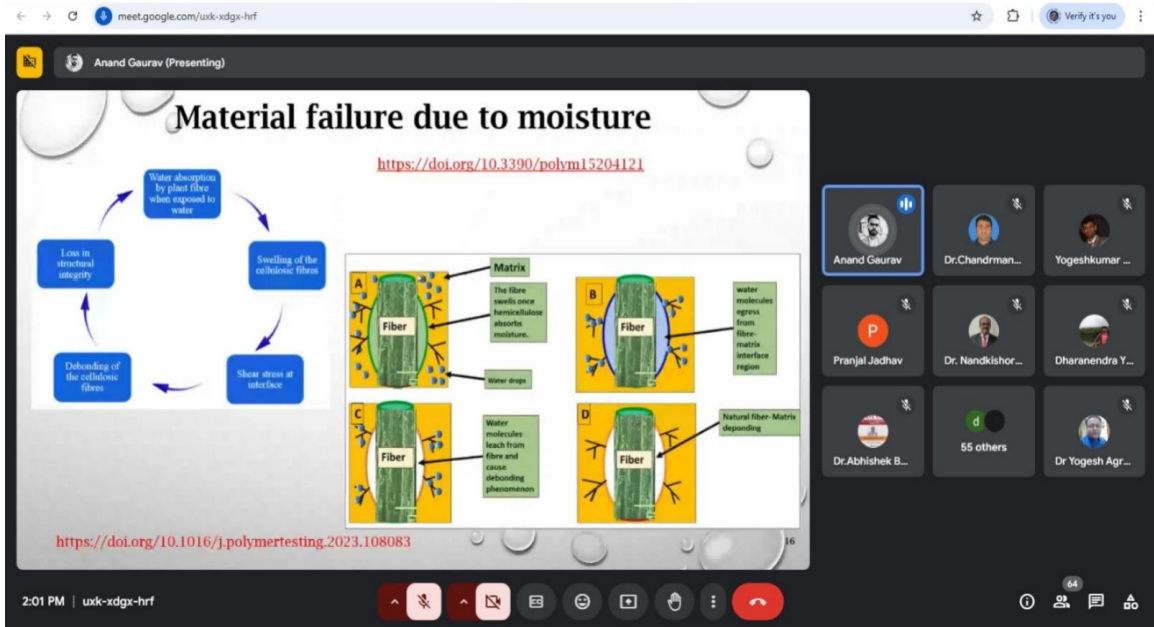 meet.google.com/uxk-xdgx-hrf
Verify it's you
Anand Gaurav (Presenting)
Material failure due to moisture
https://doi.org/10.3390/polym15204121
Water absorption
by plant fibre
when exposed to
water
Swelling of the
cellulosic fibres
Shear stress at
interface
Debonding of
the cellulosic
fibres
Loss in
structural
integrity
A
Fiber
Matrix
The fibre
swells once
hemicellulose
absorbs
moisture.
Water drops
B
Fiber
water
molecules
egress
from
fibre-
matrix
interface
region
C
Fiber
Water
molecules
leach from
fibre and
cause
debonding
phenomenon
D
Fiber
Natural fiber-Matrix
deponding
https://doi.org/10.1016/j.polymertesting.2023.108083
16
Anand Gaurav
Dr.Chandrman...
Yogeshkumar ...
P
Pranjal Jadhav
Dr. Nandkishor...
Dharanendra Y...
Dr.Abhishek B...
d
55 others
Dr Yogesh Agr...
2:01 PM | uxk-xdgx-hrf
CC
64